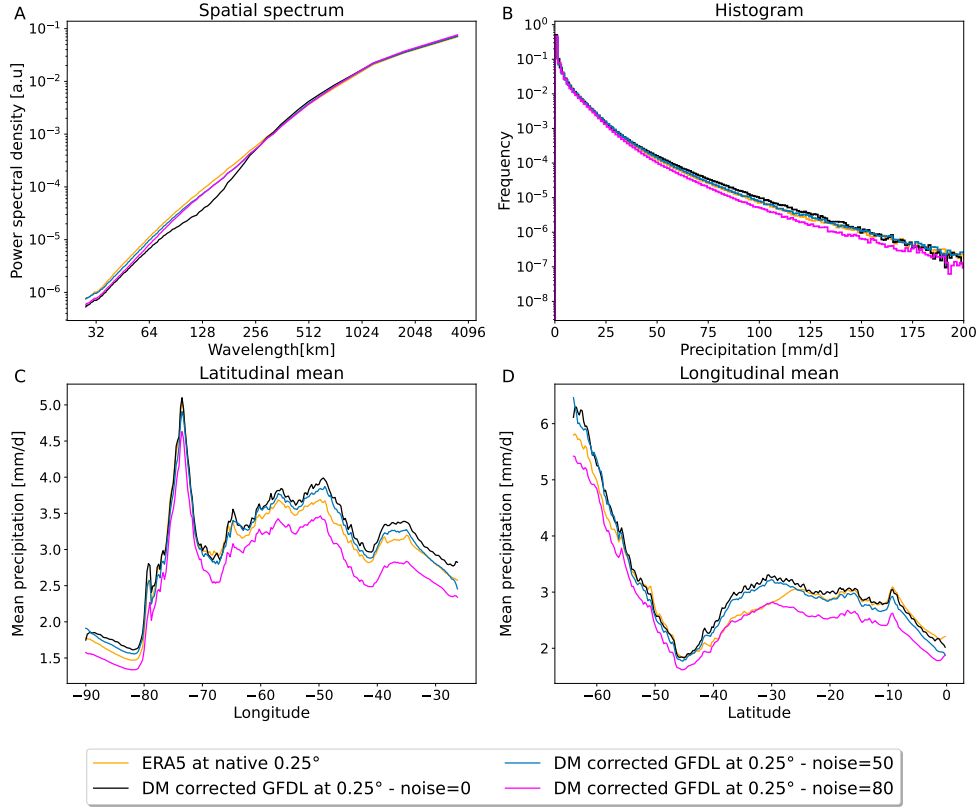 A
Spatial spectrum
Power spectral density [a.u]
10⁻¹
10⁻²
10⁻³
10⁻⁴
10⁻⁵
10⁻⁶
32 64 128 256 512 1024 2048 4096
Wavelength[km]
B
Histogram
Frequency
10⁰
10⁻¹
10⁻²
10⁻³
10⁻⁴
10⁻⁵
10⁻⁶
10⁻⁷
10⁻⁸
0 25 50 75 100 125 150 175 200
Precipitation [mm/d]
C
Latitudinal mean
Mean precipitation [mm/d]
5.0
4.5
4.0
3.5
3.0
2.5
2.0
1.5
−90 −80 −70 −60 −50 −40 −30
Longitude
D
Longitudinal mean
Mean precipitation [mm/d]
6
5
4
3
2
−60 −50 −40 −30 −20 −10 0
Latitude
ERA5 at native 0.25°
DM corrected GFDL at 0.25° - noise=0
DM corrected GFDL at 0.25° - noise=50
DM corrected GFDL at 0.25° - noise=80